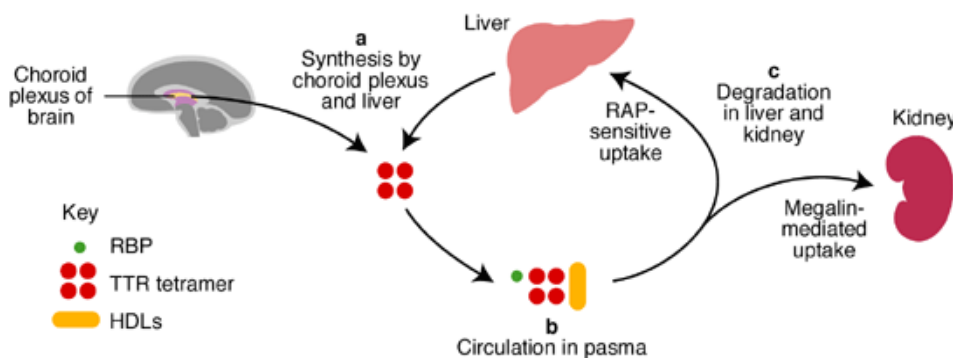 Choroid
plexus of
brain
a
Synthesis by
choroid plexus
and liver
Liver
RAP-
sensitive
uptake
c
Degradation
in liver and
kidney
Kidney
Megalin-
mediated
uptake
Key
RBP
TTR tetramer
HDLs
b
Circulation in pasma